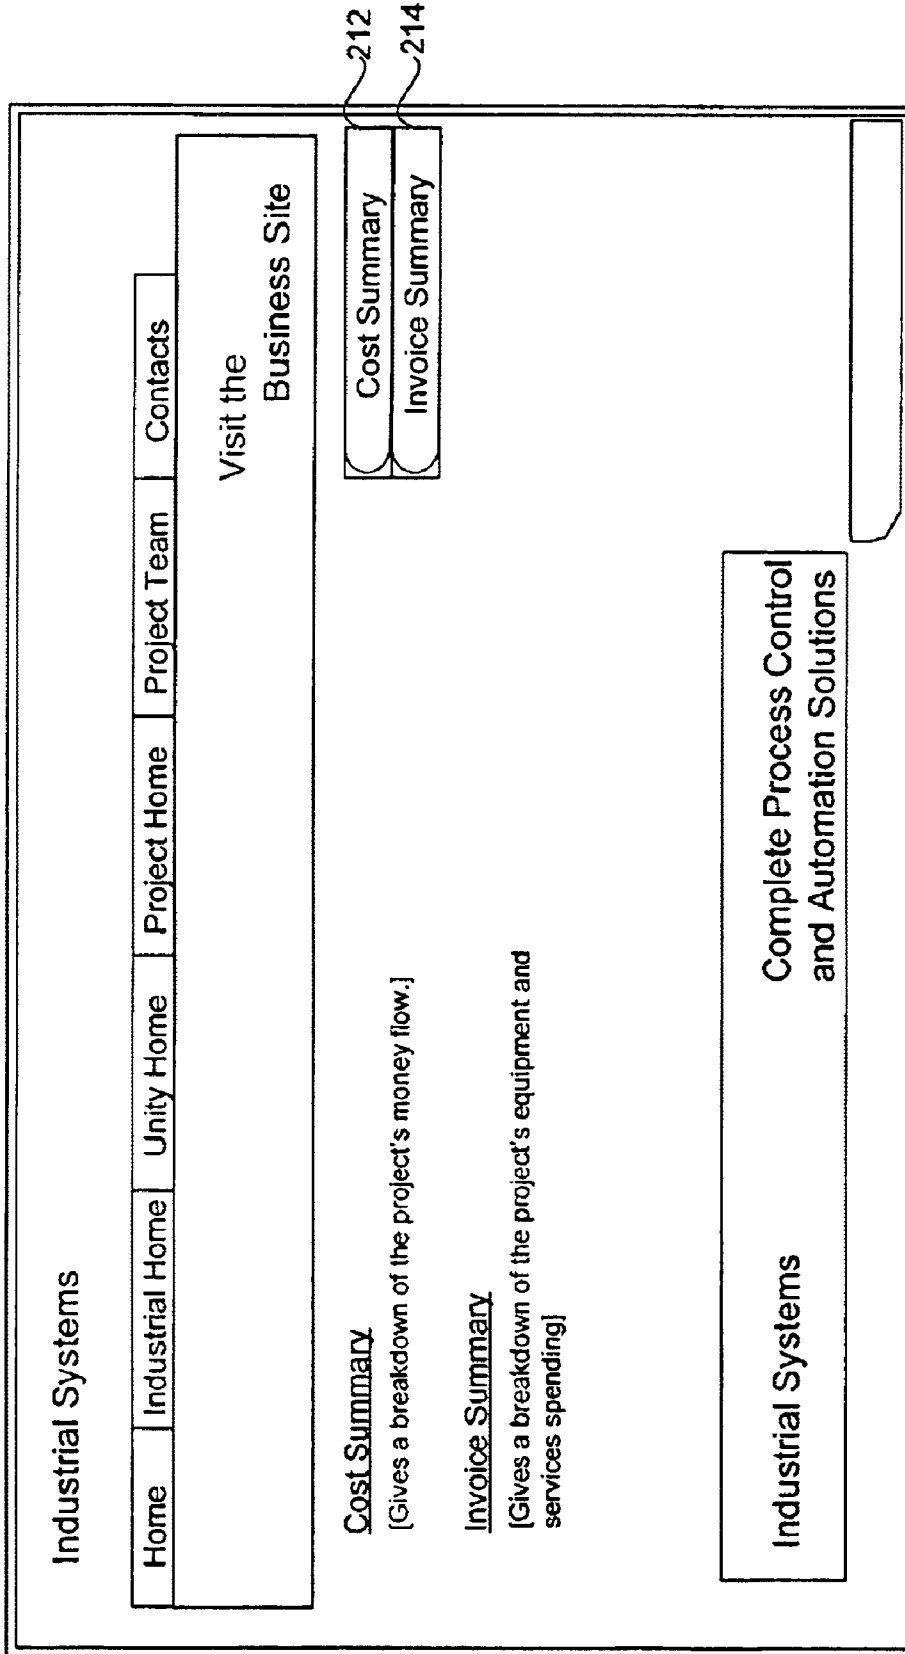 Industrial Systems
Home Industrial Home Unity Home Project Home Project Team Contacts
Visit the
Business Site
Cost Summary
[Gives a breakdown of the project's money flow.]
Invoice Summary
[Gives a breakdown of the project's equipment and
services spending]
Cost Summary
212
Invoice Summary
214
Industrial Systems
Complete Process Control
and Automation Solutions